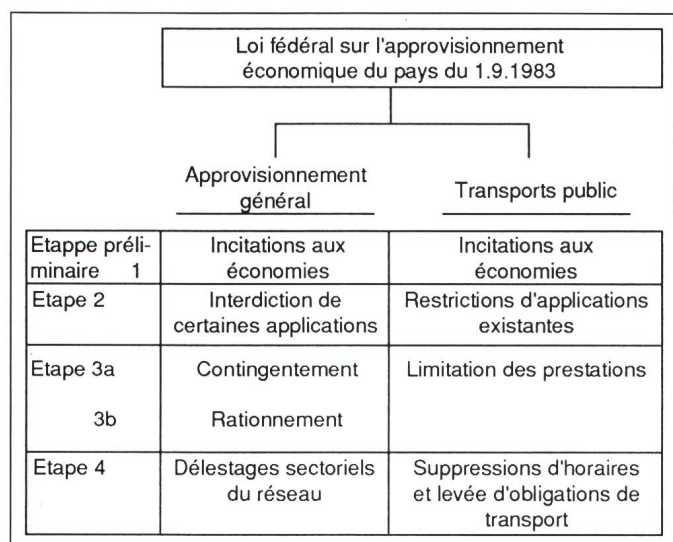 Loi fédéral sur l'approvisionnement
économique du pays du 1.9.1983
Approvisionnement
général
Transports public
Etappe préli-
minaire 1
Incitations aux
économies
Incitations aux
économies
Etape 2
Interdiction de
certaines applications
Restrictions d'applications
existantes
Etape 3a
Contingentement
Limitation des prestations
3b
Rationnement
Etape 4
Délestages sectoriels
du réseau
Suppressions d'horaires
et levée d'obligations de
transport